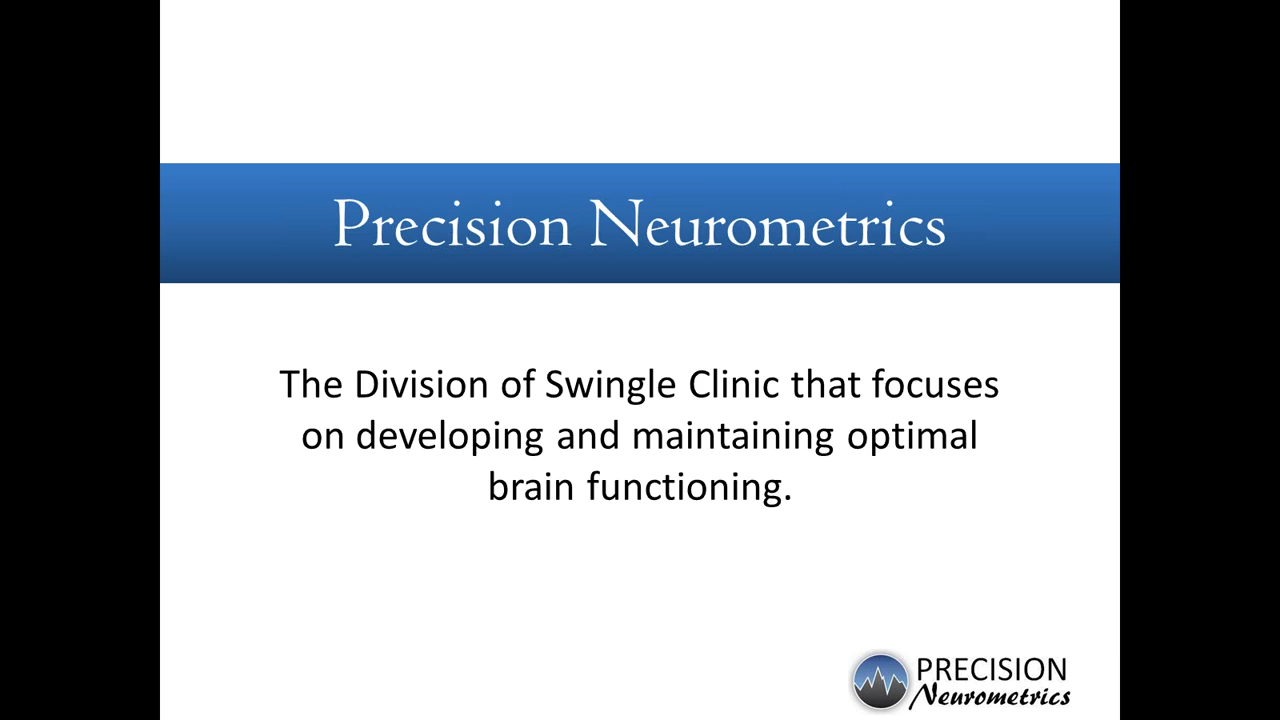 Precision Neurometrics
The Division of Swingle Clinic that focuses
on developing and maintaining optimal
brain functioning.
PRECISION
Neurometrics